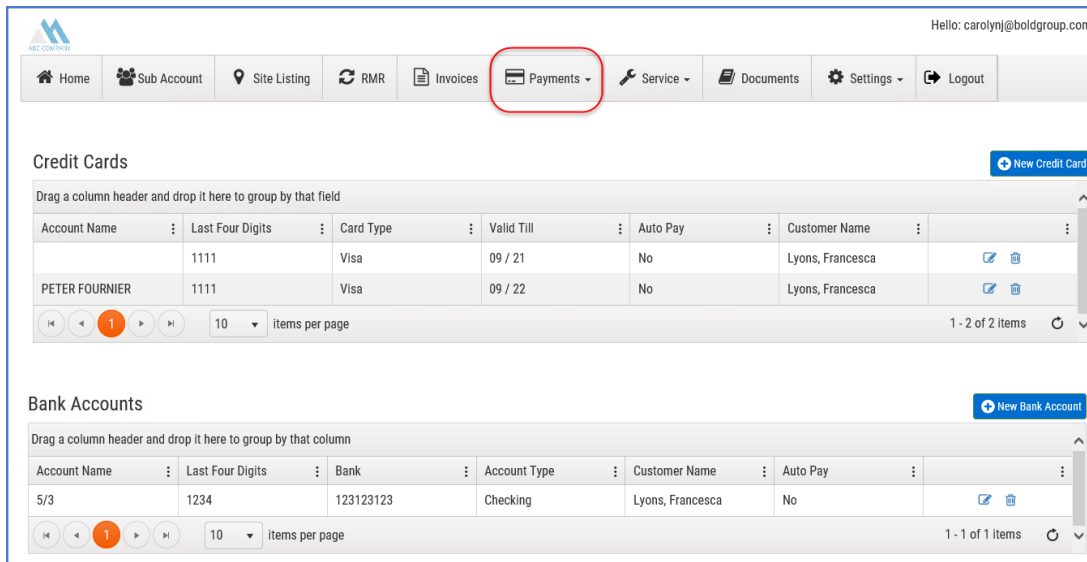 Hello: carolynj@boldgroup.com
ABC COMPANY
Home Sub Account Site Listing RMR Invoices Payments Service Documents Settings Logout
Credit Cards
New Credit Card
Drag a column header and drop it here to group by that field
Account Name Last Four Digits Card Type Valid Till Auto Pay Customer Name
1111 Visa 09 / 21 No Lyons, Francesca
PETER FOURNIER 1111 Visa 09 / 22 No Lyons, Francesca
1 10 items per page 1 - 2 of 2 items
Bank Accounts
New Bank Account
Drag a column header and drop it here to group by that column
Account Name Last Four Digits Bank Account Type Customer Name Auto Pay
5/3 1234 123123123 Checking Lyons, Francesca No
1 10 items per page 1 - 1 of 1 items